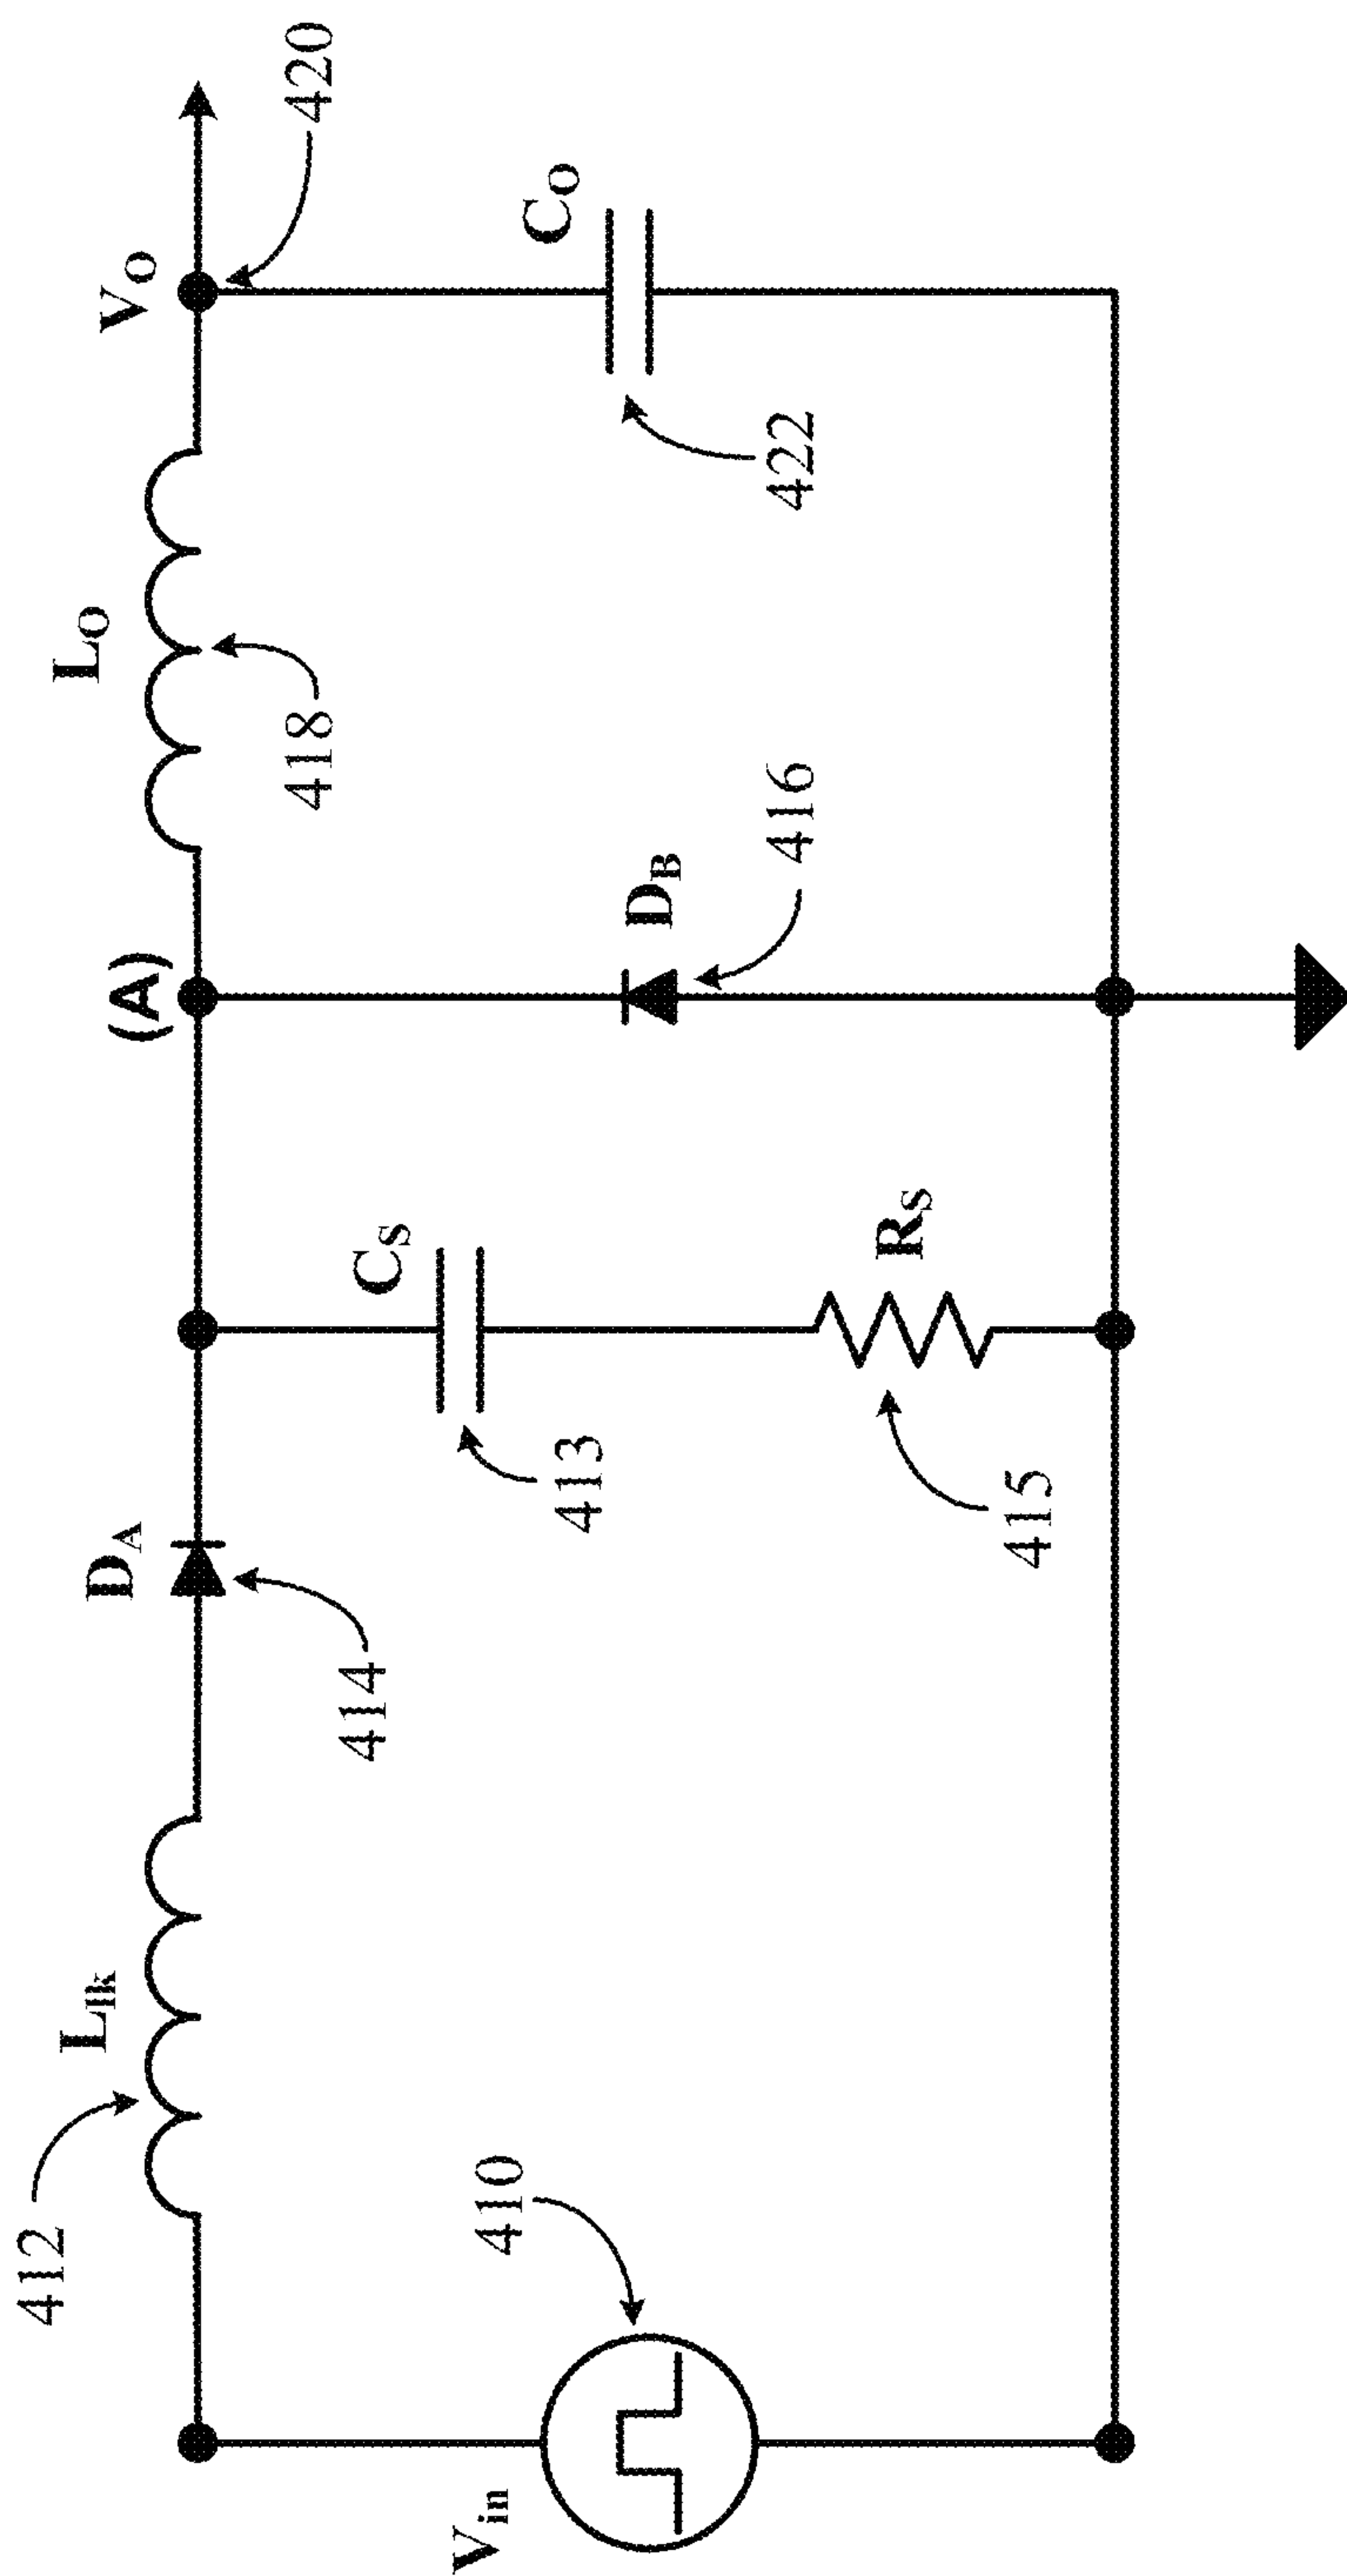 412
L_lk
D_A
(A)
L_O
V_O
420
414
418
C_S
C_O
413
422
D_B
416
V_in
410
R_S
415